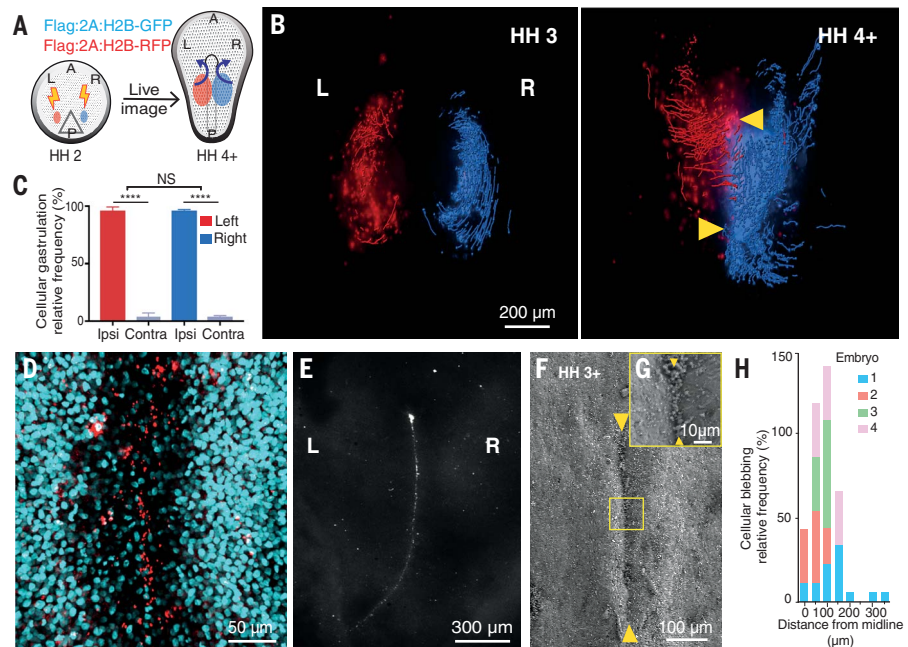 A
Flag:2A:H2B-GFP
Flag:2A:H2B-RFP
A
L
R
P
HH 2
Live
image
A
L
R
P
HH 4+
B
HH 3
L
R
200 µm
HH 4+
C
NS
****
****
Cellular gastrulation
relative frequency (%)
100
50
0
Left
Right
Ipsi Contra Ipsi Contra
D
50 µm
E
L
R
300 µm
F
HH 3+
G
10µm
100 µm
H
Embryo
1
2
3
4
Cellular blebbing
relative frequency (%)
150
100
50
0
0
100
200
300
Distance from midline
(µm)